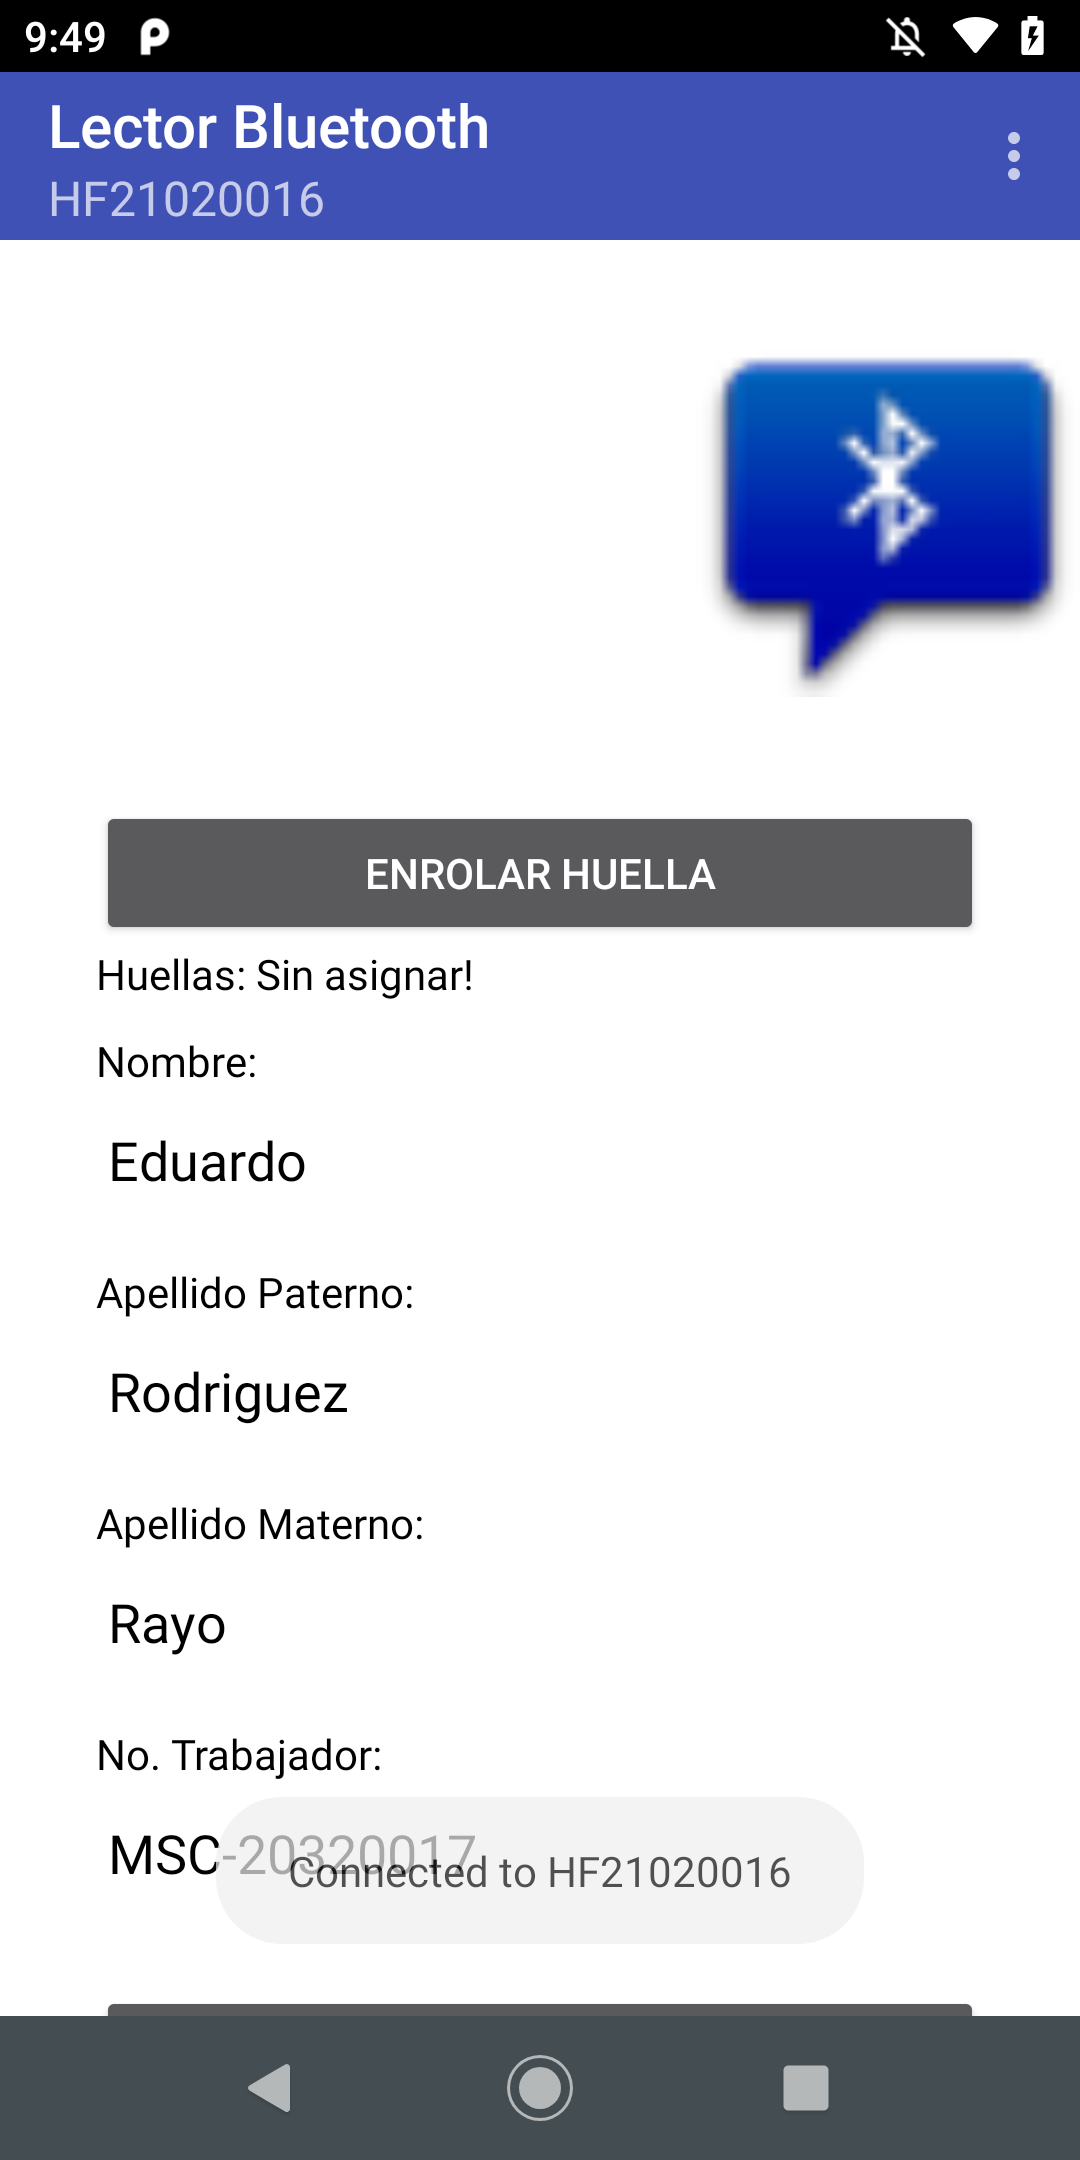 9:49
Lector Bluetooth
HF21020016
ENROLAR HUELLA
Huellas: Sin asignar!
Nombre:
Eduardo
Apellido Paterno:
Rodriguez
Apellido Materno:
Rayo
No. Trabajador:
MSC-20320017
Connected to HF21020016